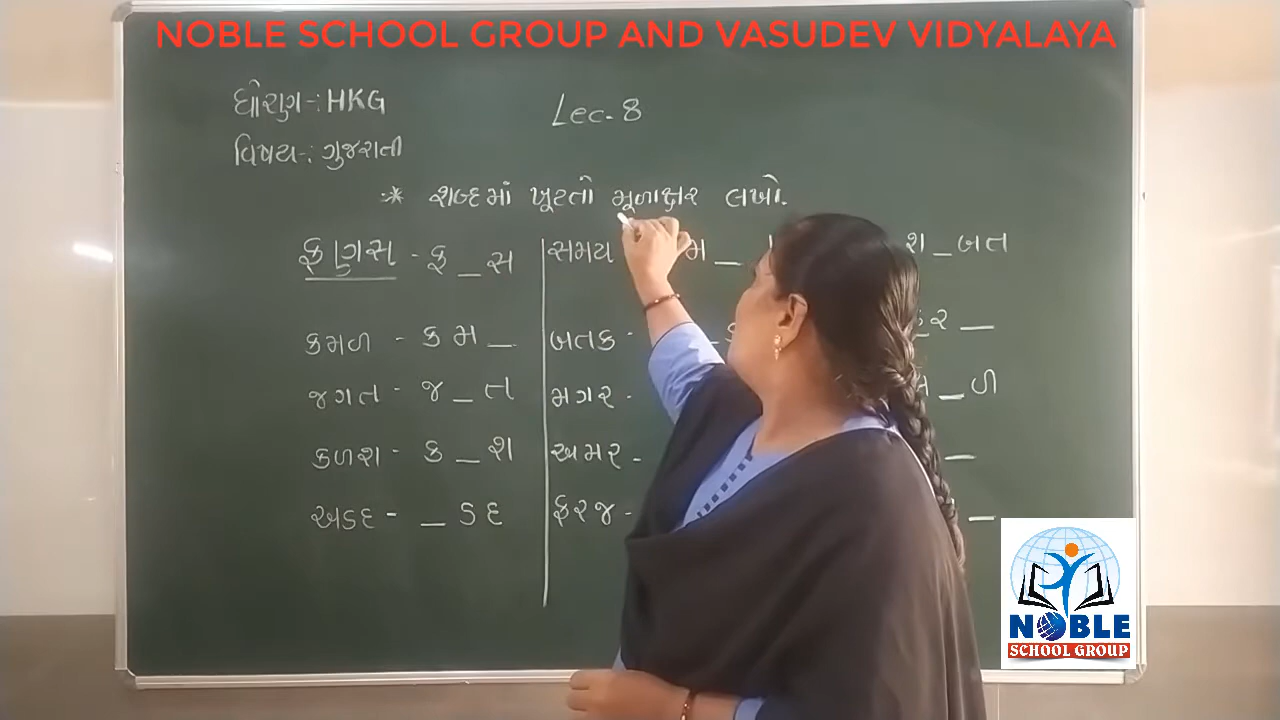 NOBLE SCHOOL GROUP AND VASUDEV VIDYALAYA
ધોરણ-: HKG
Lec- 8
વિષય-: ગુજરાતી
* શબ્દમાં ખૂટતો મૂળાક્ષર લખો.
ફણસ - ફ _ સ સમય મ _ શ _ બત
કમળ - ક મ _ બતક - ર _
જગત - જ _ ત મગર - _ ળ
કળશ - ક _ શ અમર - _
અડદ - _ ડ દ ફરજ - _
NOBLE
SCHOOL GROUP